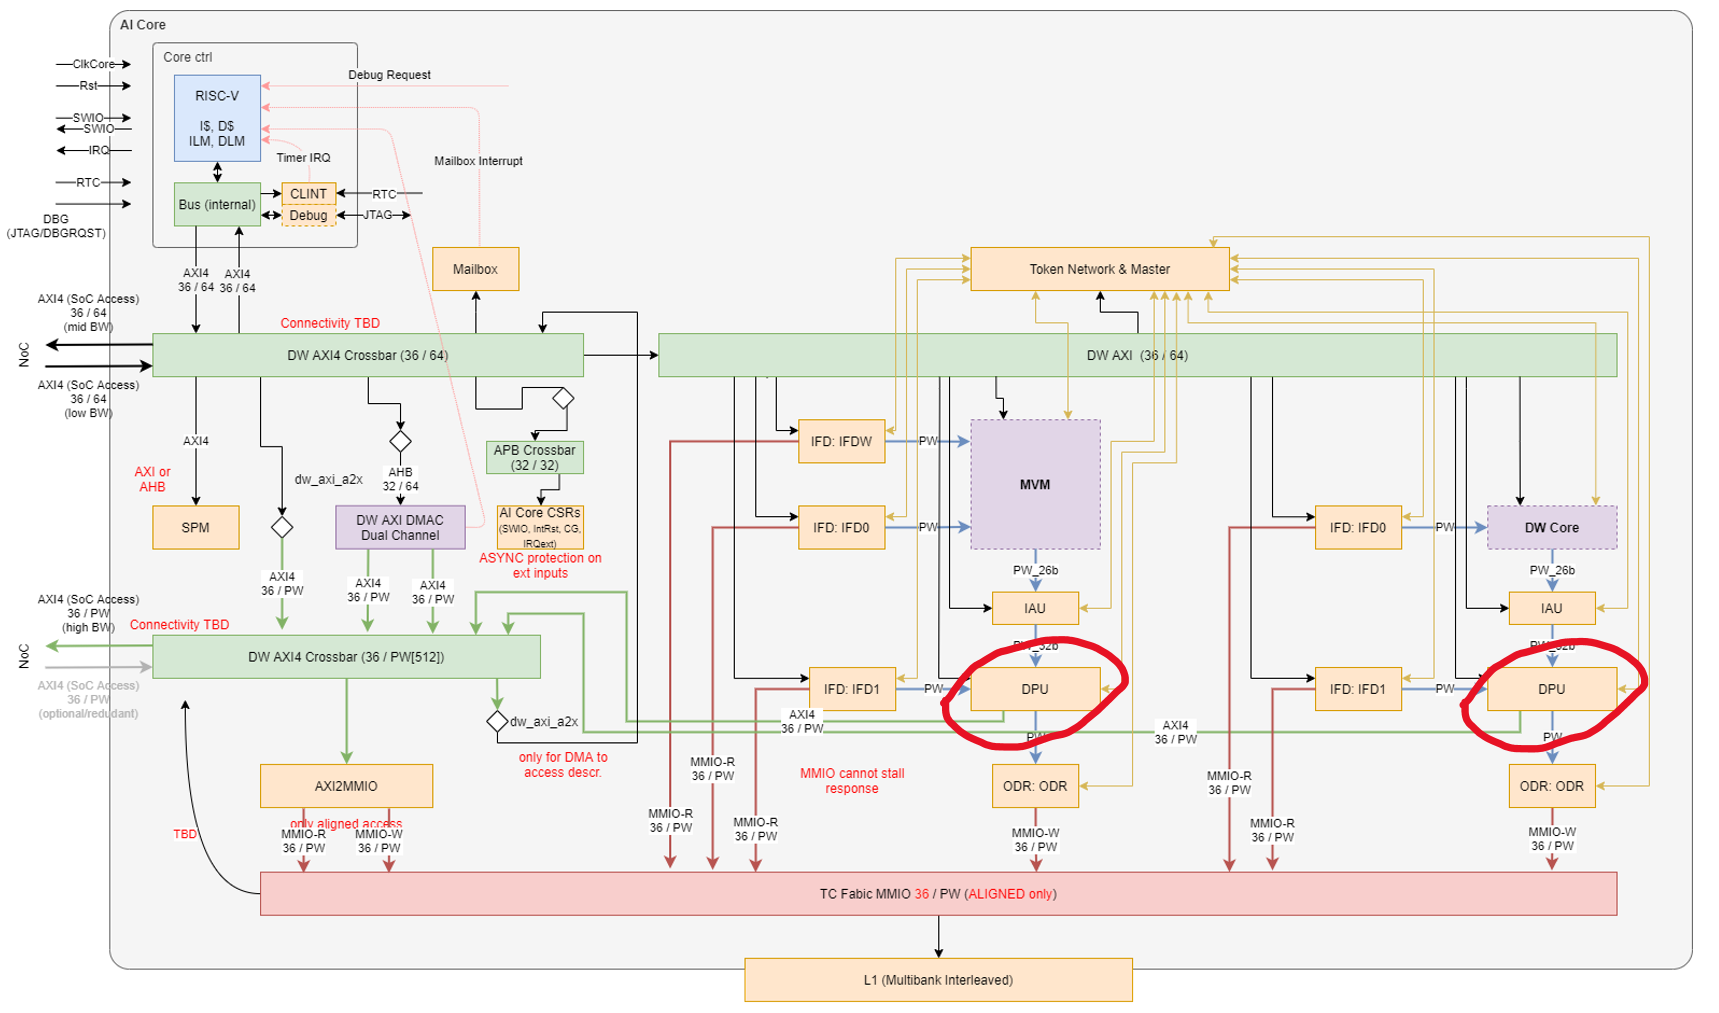 AI Core
Core ctrl
ClkCore
Rst
SWIO
SWIO
IRQ
RTC
DBG
(JTAG/DBGRQST)
RISC-V
I$, D$
ILM, DLM
Debug Request
Timer IRQ
Mailbox Interrupt
Bus (internal)
CLINT
Debug
RTC
JTAG
Mailbox
Token Network & Master
AXI4
36 / 64
AXI4
36 / 64
AXI4 (SoC Access)
36 / 64
(mid BW)
Connectivity TBD
NoC
DW AXI4 Crossbar (36 / 64)
DW AXI (36 / 64)
AXI4 (SoC Access)
36 / 64
(low BW)
AXI4
AXI or
AHB
dw_axi_a2x
AHB
32 / 64
APB Crossbar
(32 / 32)
IFD: IFDW
PW
MVM
SPM
DW AXI DMAC
Dual Channel
AI Core CSRs
(SWIO, IntRst, CG,
IRQext)
ASYNC protection on
ext inputs
IFD: IFD0
PW
IFD: IFD0
PW
DW Core
AXI4
36 / PW
AXI4
36 / PW
AXI4
36 / PW
PW_26b
PW_26b
IAU
IAU
AXI4 (SoC Access)
36 / PW
(high BW)
Connectivity TBD
NoC
DW AXI4 Crossbar (36 / PW[512])
AXI4 (SoC Access)
36 / PW
(optional/redudant)
PW_32b
PW_32b
IFD: IFD1
PW
DPU
IFD: IFD1
PW
DPU
dw_axi_a2x
AXI4
36 / PW
AXI4
36 / PW
PW
PW
only for DMA to
access descr.
MMIO cannot stall
response
AXI2MMIO
ODR: ODR
ODR: ODR
MMIO-R
36 / PW
MMIO-R
36 / PW
MMIO-R
36 / PW
MMIO-R
36 / PW
MMIO-R
36 / PW
only aligned access
TBD
MMIO-R
36 / PW
MMIO-W
36 / PW
MMIO-W
36 / PW
MMIO-W
36 / PW
TC Fabic MMIO 36 / PW (ALIGNED only)
L1 (Multibank Interleaved)